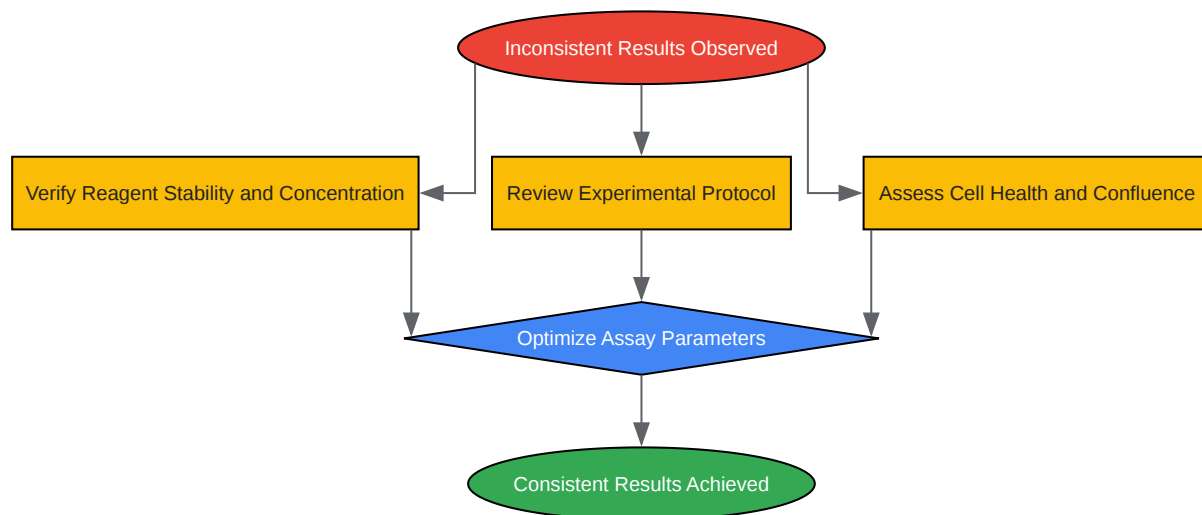 Inconsistent Results Observed
Verify Reagent Stability and Concentration
Review Experimental Protocol
Assess Cell Health and Confluence
Optimize Assay Parameters
Consistent Results Achieved